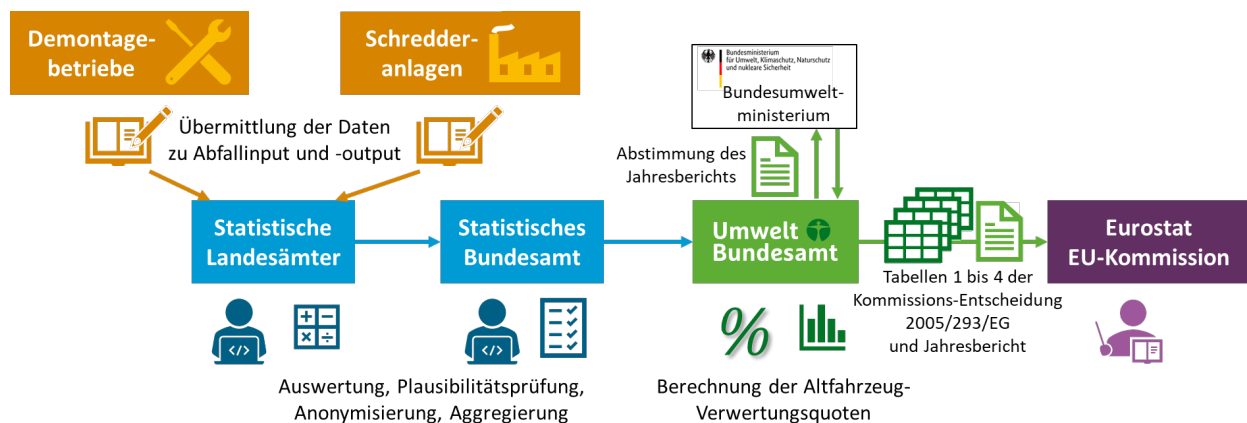 Demontage-
betriebe
Schredder-
anlagen
Übermittlung der Daten
zu Abfallinput und -output
Bundesministerium
für Umwelt, Klimaschutz, Naturschutz
und nukleare Sicherheit
Bundesumwelt-
ministerium
Abstimmung des
Jahresberichts
Statistische
Landesämter
Statistisches
Bundesamt
Umwelt
Bundesamt
Eurostat
EU-Kommission
Tabellen 1 bis 4 der
Kommissions-Entscheidung
2005/293/EG
und Jahresbericht
</>
+ −
× ÷
</>
%
Auswertung, Plausibilitätsprüfung,
Anonymisierung, Aggregierung
Berechnung der Altfahrzeug-
Verwertungsquoten